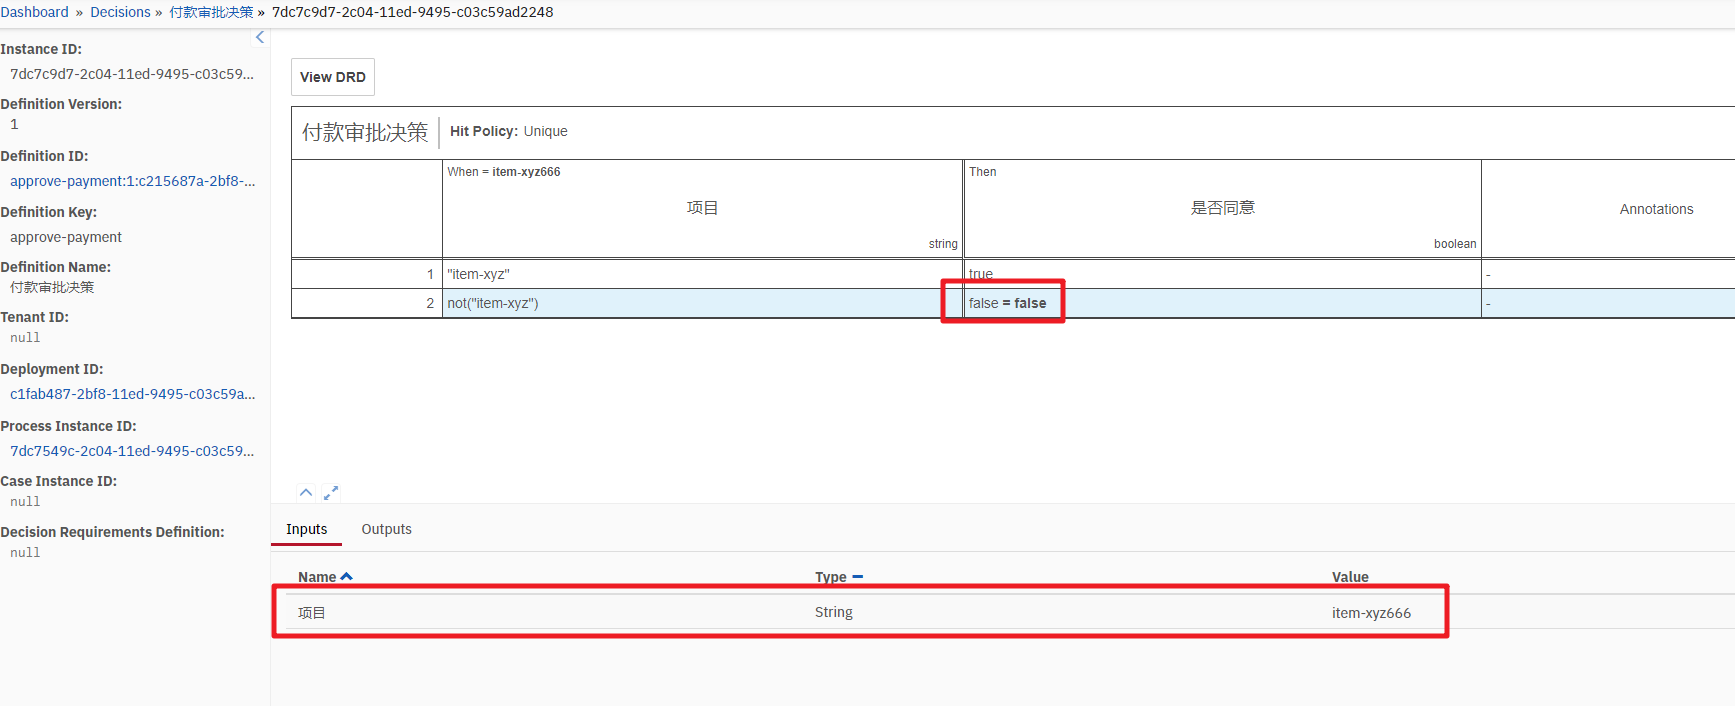 Dashboard » Decisions » 付款审批决策 » 7dc7c9d7-2c04-11ed-9495-c03c59ad2248
Instance ID:
7dc7c9d7-2c04-11ed-9495-c03c59...
Definition Version:
1
Definition ID:
approve-payment:1:c215687a-2bf8-...
Definition Key:
approve-payment
Definition Name:
付款审批决策
Tenant ID:
null
Deployment ID:
c1fab487-2bf8-11ed-9495-c03c59a...
Process Instance ID:
7dc7549c-2c04-11ed-9495-c03c59...
Case Instance ID:
null
Decision Requirements Definition:
null
View DRD
付款审批决策 Hit Policy: Unique
When = item-xyz666 Then
项目 是否同意 Annotations
string boolean
1 "item-xyz" true -
2 not("item-xyz") false = false -
Inputs Outputs
Name Type Value
项目 String item-xyz666